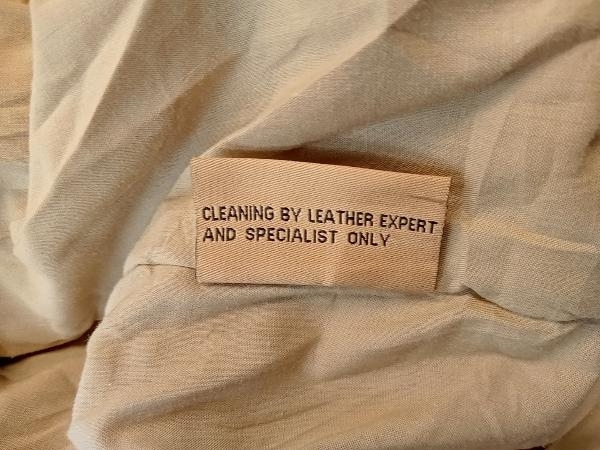 CLEANING BY LEATHER EXPERT
AND SPECIALIST ONLY